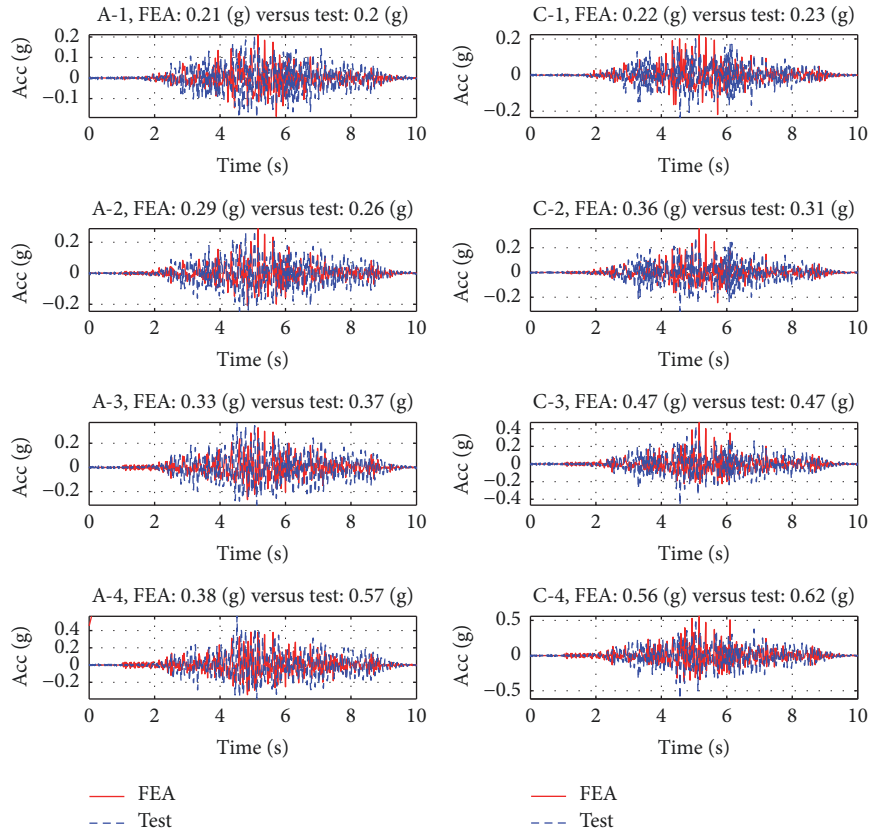 A-1, FEA: 0.21 (g) versus test: 0.2 (g)
Acc (g)
0.2
0.1
0
−0.1
0 2 4 6 8 10
Time (s)
C-1, FEA: 0.22 (g) versus test: 0.23 (g)
Acc (g)
0.2
0
−0.2
0 2 4 6 8 10
Time (s)
A-2, FEA: 0.29 (g) versus test: 0.26 (g)
Acc (g)
0.2
0
−0.2
0 2 4 6 8 10
Time (s)
C-2, FEA: 0.36 (g) versus test: 0.31 (g)
Acc (g)
0.2
0
−0.2
0 2 4 6 8 10
Time (s)
A-3, FEA: 0.33 (g) versus test: 0.37 (g)
Acc (g)
0.2
0
−0.2
0 2 4 6 8 10
Time (s)
C-3, FEA: 0.47 (g) versus test: 0.47 (g)
Acc (g)
0.4
0.2
0
−0.2
−0.4
0 2 4 6 8 10
Time (s)
A-4, FEA: 0.38 (g) versus test: 0.57 (g)
Acc (g)
0.4
0.2
0
−0.2
0 2 4 6 8 10
Time (s)
C-4, FEA: 0.56 (g) versus test: 0.62 (g)
Acc (g)
0.5
0
−0.5
0 2 4 6 8 10
Time (s)
FEA
Test
FEA
Test